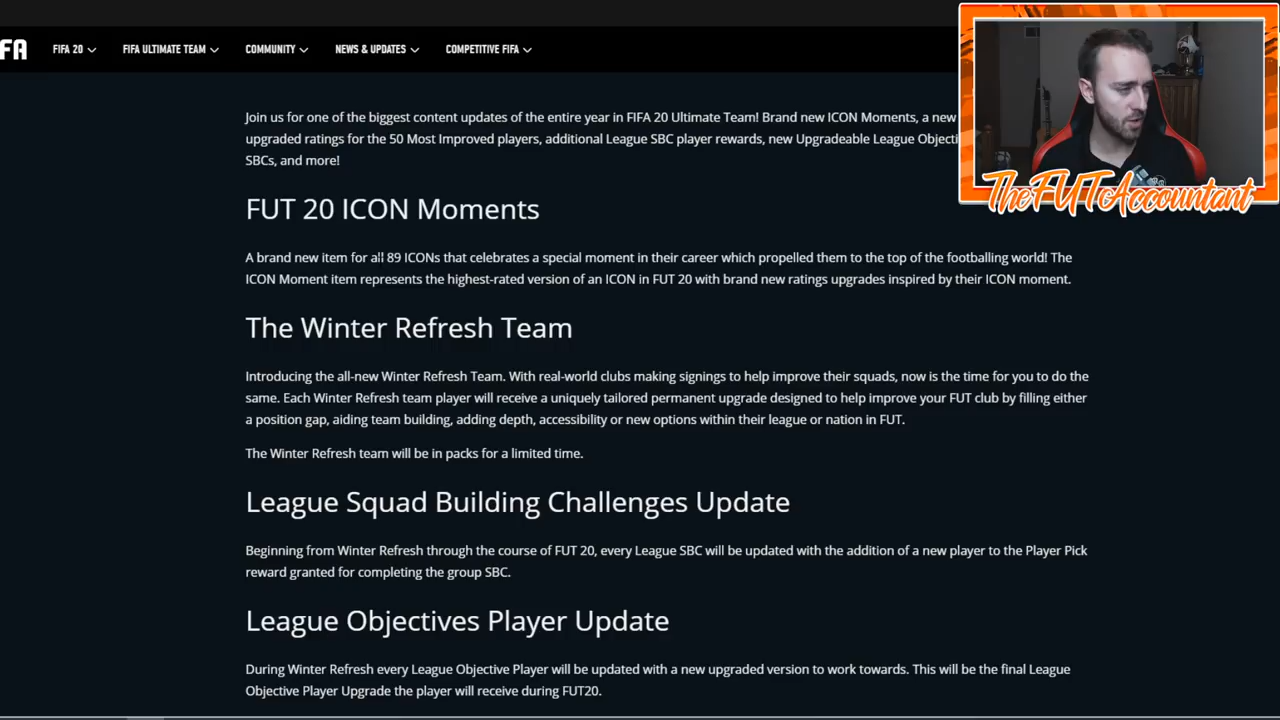 FA
FIFA 20
FIFA ULTIMATE TEAM
COMMUNITY
NEWS & UPDATES
COMPETITIVE FIFA
Join us for one of the biggest content updates of the entire year in FIFA 20 Ultimate Team! Brand new ICON Moments, a new
upgraded ratings for the 50 Most Improved players, additional League SBC player rewards, new Upgradeable League Objecti
SBCs, and more!
TheFUTAccountant
FUT 20 ICON Moments
A brand new item for all 89 ICONs that celebrates a special moment in their career which propelled them to the top of the footballing world! The
ICON Moment item represents the highest-rated version of an ICON in FUT 20 with brand new ratings upgrades inspired by their ICON moment.
The Winter Refresh Team
Introducing the all-new Winter Refresh Team. With real-world clubs making signings to help improve their squads, now is the time for you to do the
same. Each Winter Refresh team player will receive a uniquely tailored permanent upgrade designed to help improve your FUT club by filling either
a position gap, aiding team building, adding depth, accessibility or new options within their league or nation in FUT.
The Winter Refresh team will be in packs for a limited time.
League Squad Building Challenges Update
Beginning from Winter Refresh through the course of FUT 20, every League SBC will be updated with the addition of a new player to the Player Pick
reward granted for completing the group SBC.
League Objectives Player Update
During Winter Refresh every League Objective Player will be updated with a new upgraded version to work towards. This will be the final League
Objective Player Upgrade the player will receive during FUT20.